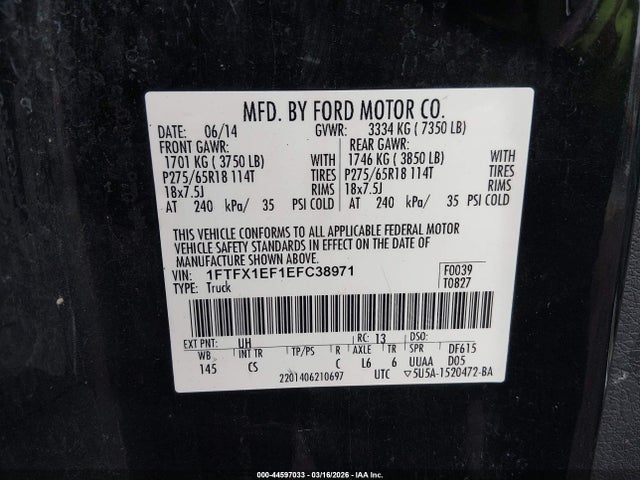 MFD. BY FORD MOTOR CO.
DATE: 06/14 GVWR: 3334 KG ( 7350 LB)
FRONT GAWR: REAR GAWR:
1701 KG ( 3750 LB) WITH 1746 KG ( 3850 LB) WITH
P275/65R18 114T TIRES P275/65R18 114T TIRES
18x7.5J RIMS 18x7.5J RIMS
AT 240 kPa/ 35 PSI COLD AT 240 kPa/ 35 PSI COLD
THIS VEHICLE CONFORMS TO ALL APPLICABLE FEDERAL MOTOR
VEHICLE SAFETY STANDARDS IN EFFECT ON THE DATE OF
MANUFACTURE SHOWN ABOVE.
VIN: 1FTFX1EF1EFC38971 F0039
TYPE: Truck T0827
EXT PNT: UH RC: 13 DSO:
WB INT TR TP/PS R AXLE TR SPR DF615
145 CS C L6 6 UUAA D05
2201406210697 UTC ▽5U5A-1520472-BA
000-44597033 | 03/16/2026 | IAA Inc.